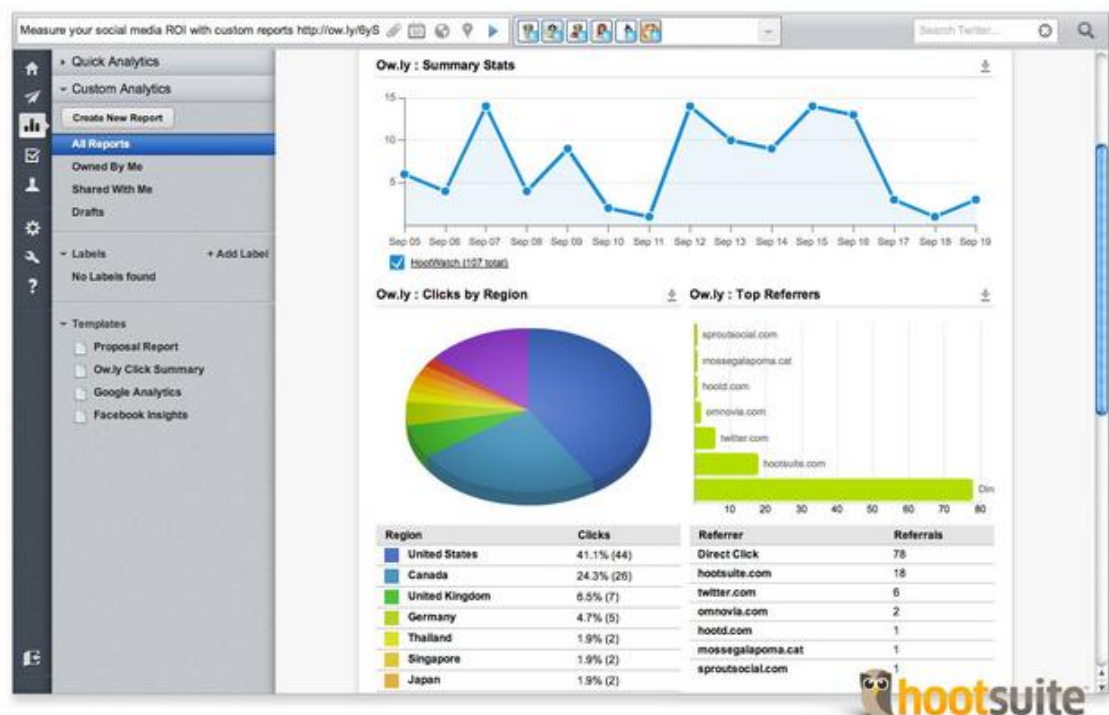 Measure your social media ROI with custom reports http://ow.ly/6yS
Search Twitter...
Quick Analytics
Custom Analytics
Create New Report
All Reports
Owned By Me
Shared With Me
Drafts
Labels + Add Label
No Labels found
Templates
Proposal Report
Ow.ly Click Summary
Google Analytics
Facebook Insights
?
Ow.ly : Summary Stats
15
10
5
Sep 05 Sep 06 Sep 07 Sep 08 Sep 09 Sep 10 Sep 11 Sep 12 Sep 13 Sep 14 Sep 15 Sep 16 Sep 17 Sep 18 Sep 19
HootWatch (107 total)
Ow.ly : Clicks by Region
Region Clicks
United States 41.1% (44)
Canada 24.3% (26)
United Kingdom 6.5% (7)
Germany 4.7% (5)
Thailand 1.9% (2)
Singapore 1.9% (2)
Japan 1.9% (2)
Ow.ly : Top Referrers
sproutsocial.com
mossegalapoma.cat
hootd.com
omnovia.com
twitter.com
hootsuite.com
Dire
10 20 30 40 50 60 70 80
Referrer Referrals
Direct Click 78
hootsuite.com 18
twitter.com 6
omnovia.com 2
hootd.com 1
mossegalapoma.cat 1
sproutsocial.com 1
hootsuite